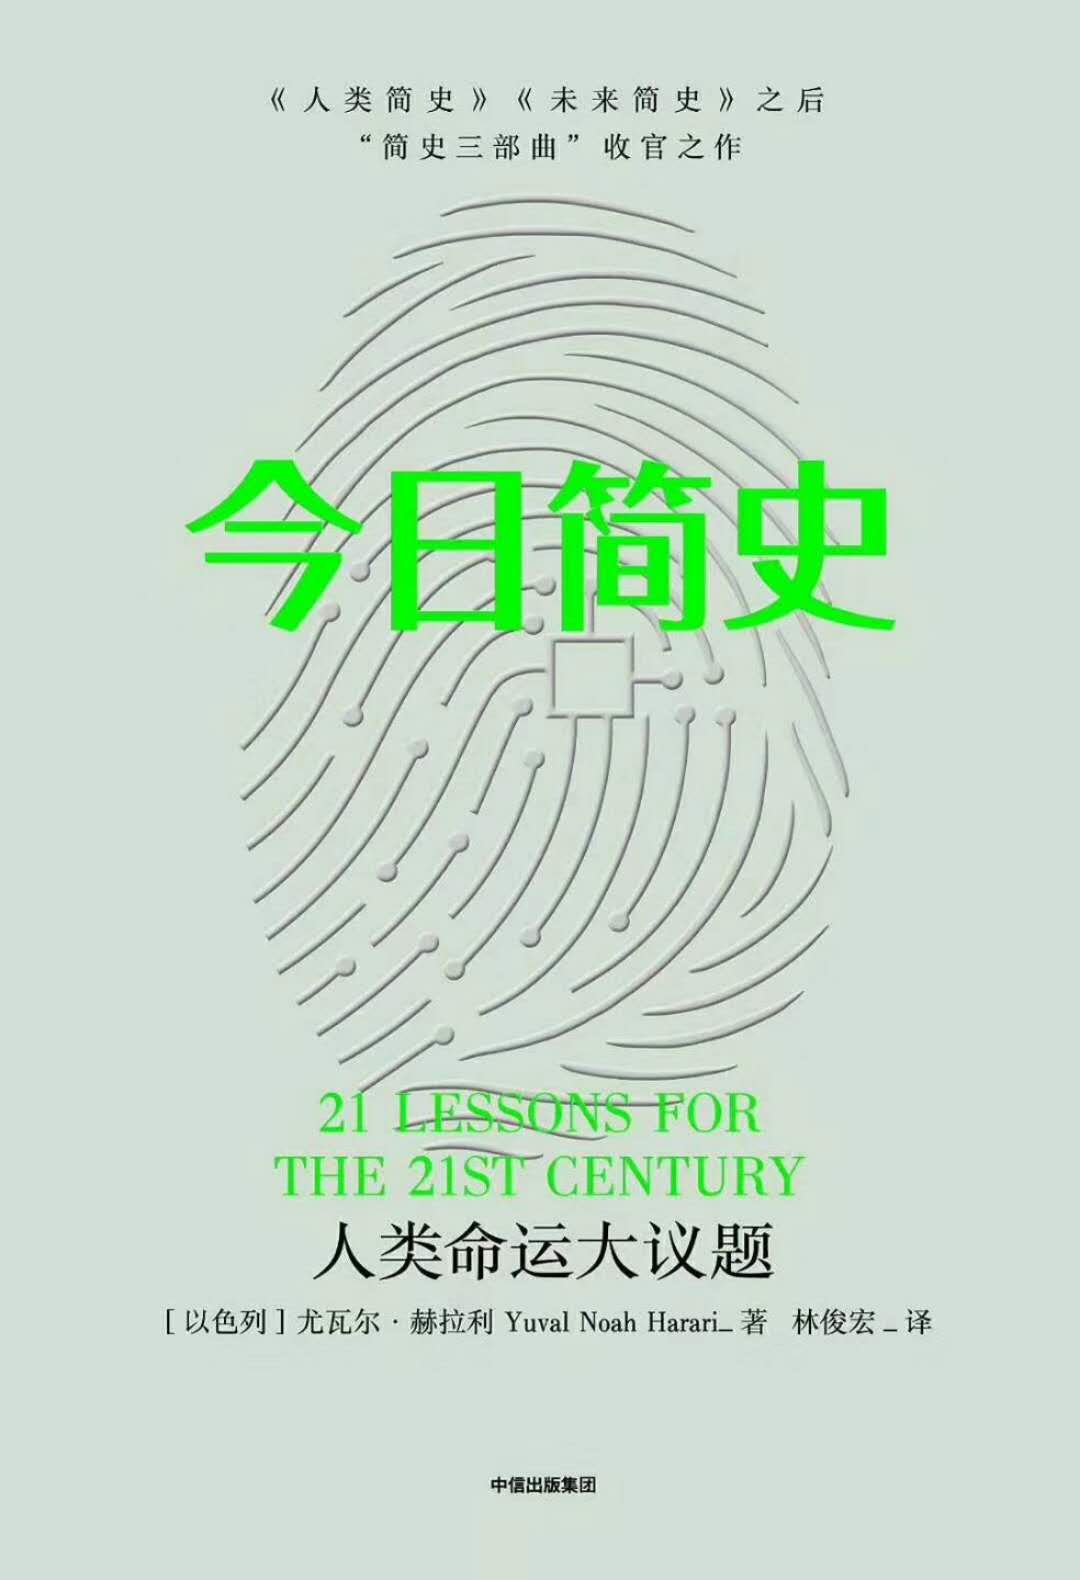 《人类简史》《未来简史》之后
“简史三部曲”收官之作
今日简史
21 LESSONS FOR
THE 21ST CENTURY
人类命运大议题
[以色列]尤瓦尔·赫拉利 Yuval Noah Harari_著 林俊宏_译
中信出版集团